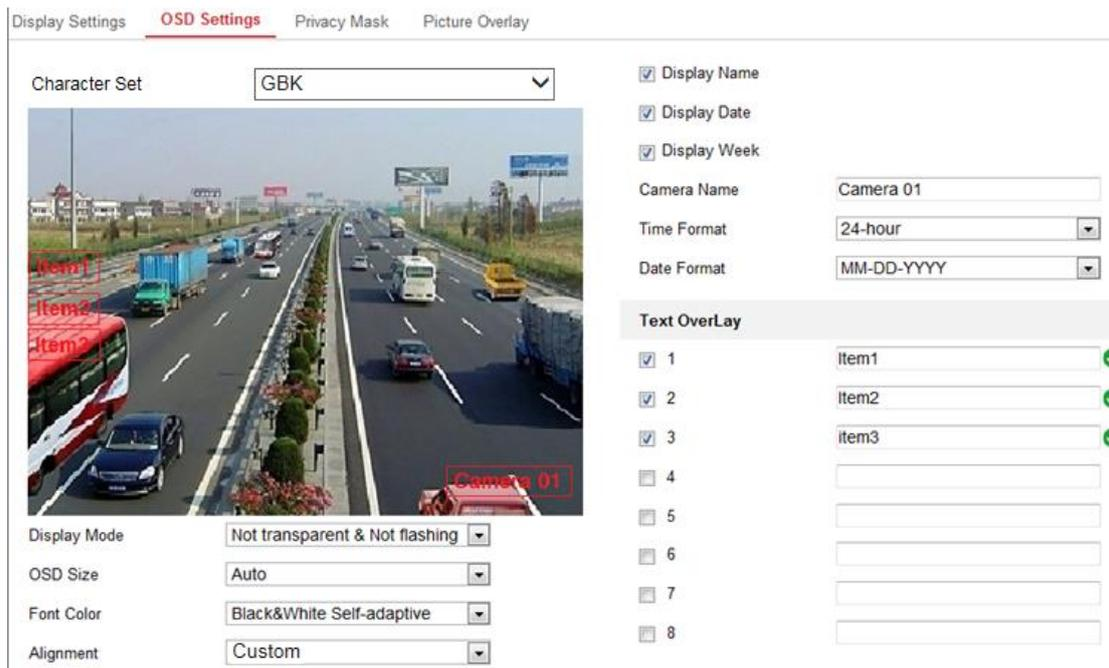 Display Settings OSD Settings Privacy Mask Picture Overlay
Character Set GBK
Item1
Item2
Item3
Camera 01
Display Mode Not transparent & Not flashing
OSD Size Auto
Font Color Black&White Self-adaptive
Alignment Custom
Display Name
Display Date
Display Week
Camera Name Camera 01
Time Format 24-hour
Date Format MM-DD-YYYY
Text OverLay
1 Item1
2 Item2
3 item3
4
5
6
7
8